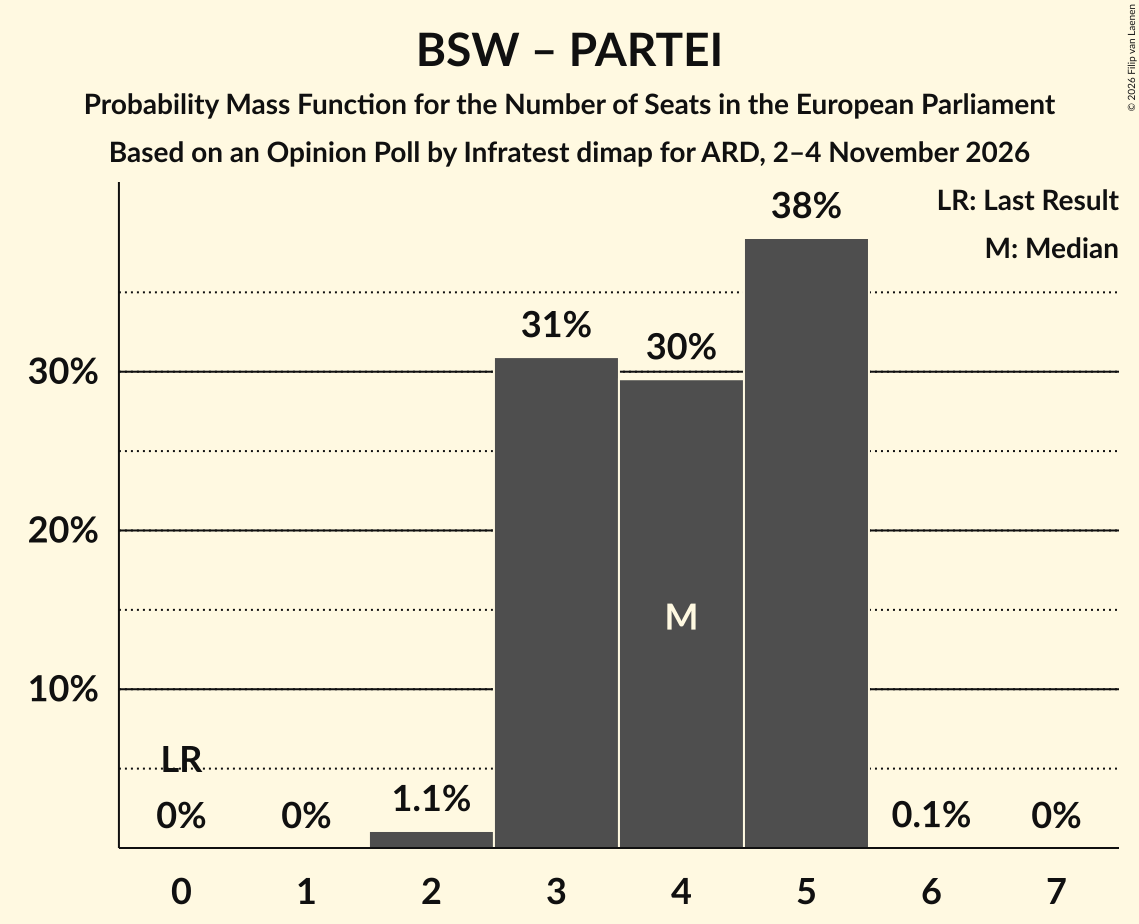 BSW – PARTEI
Probability Mass Function for the Number of Seats in the European Parliament
Based on an Opinion Poll by Infratest dimap for ARD, 2–4 November 2026
© 2026 Filip van Laenen
LR: Last Result
M: Median
38%
31%
30%
30%
20%
M
10%
LR
0%
0%
1.1%
0.1%
0%
0 1 2 3 4 5 6 7